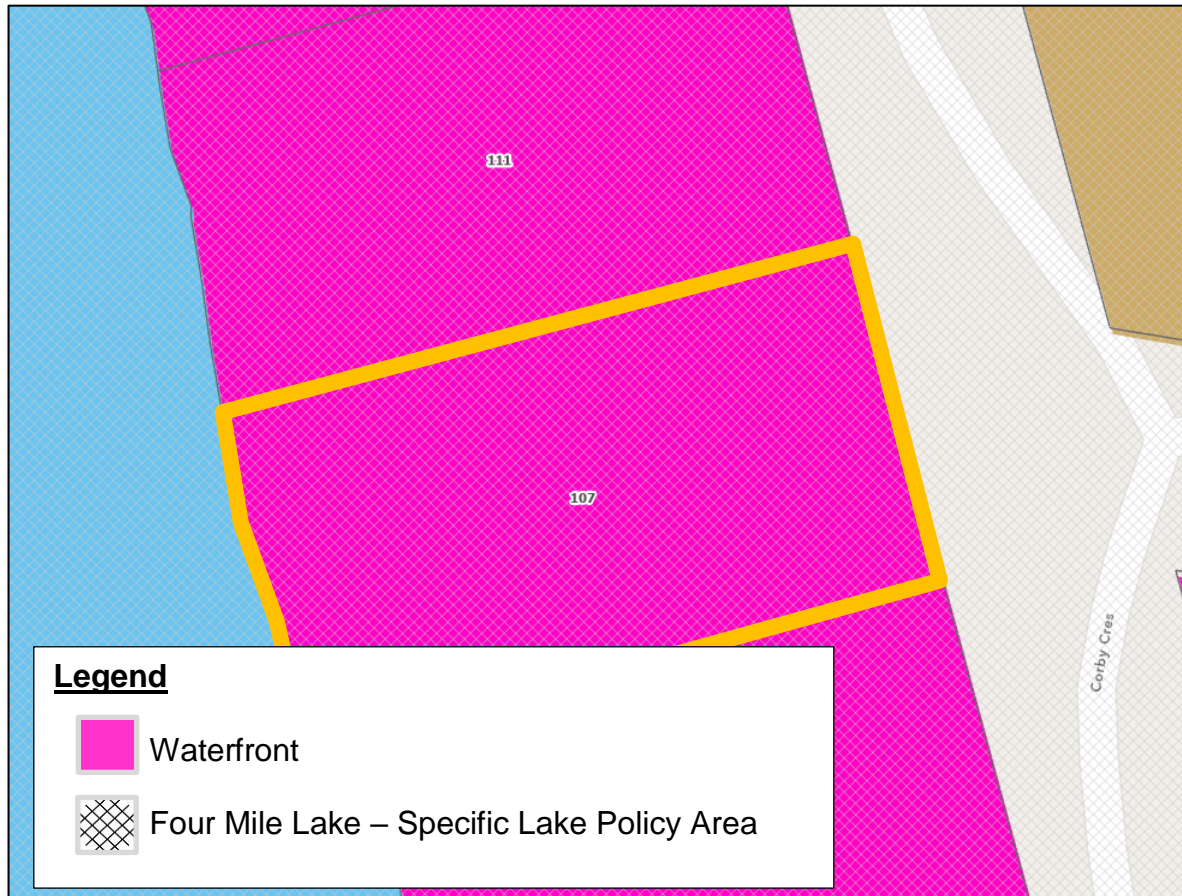 111
107
Corby Cres
Legend
Waterfront
Four Mile Lake – Specific Lake Policy Area